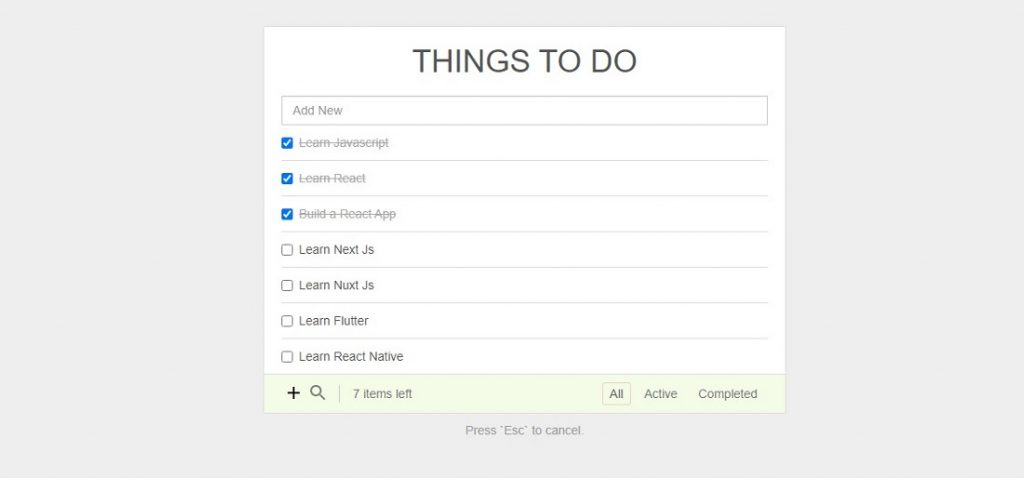 THINGS TO DO
Add New
Learn Javascript
Learn React
Build a React App
Learn Next Js
Learn Nuxt Js
Learn Flutter
Learn React Native
7 items left All Active Completed
Press `Esc` to cancel.